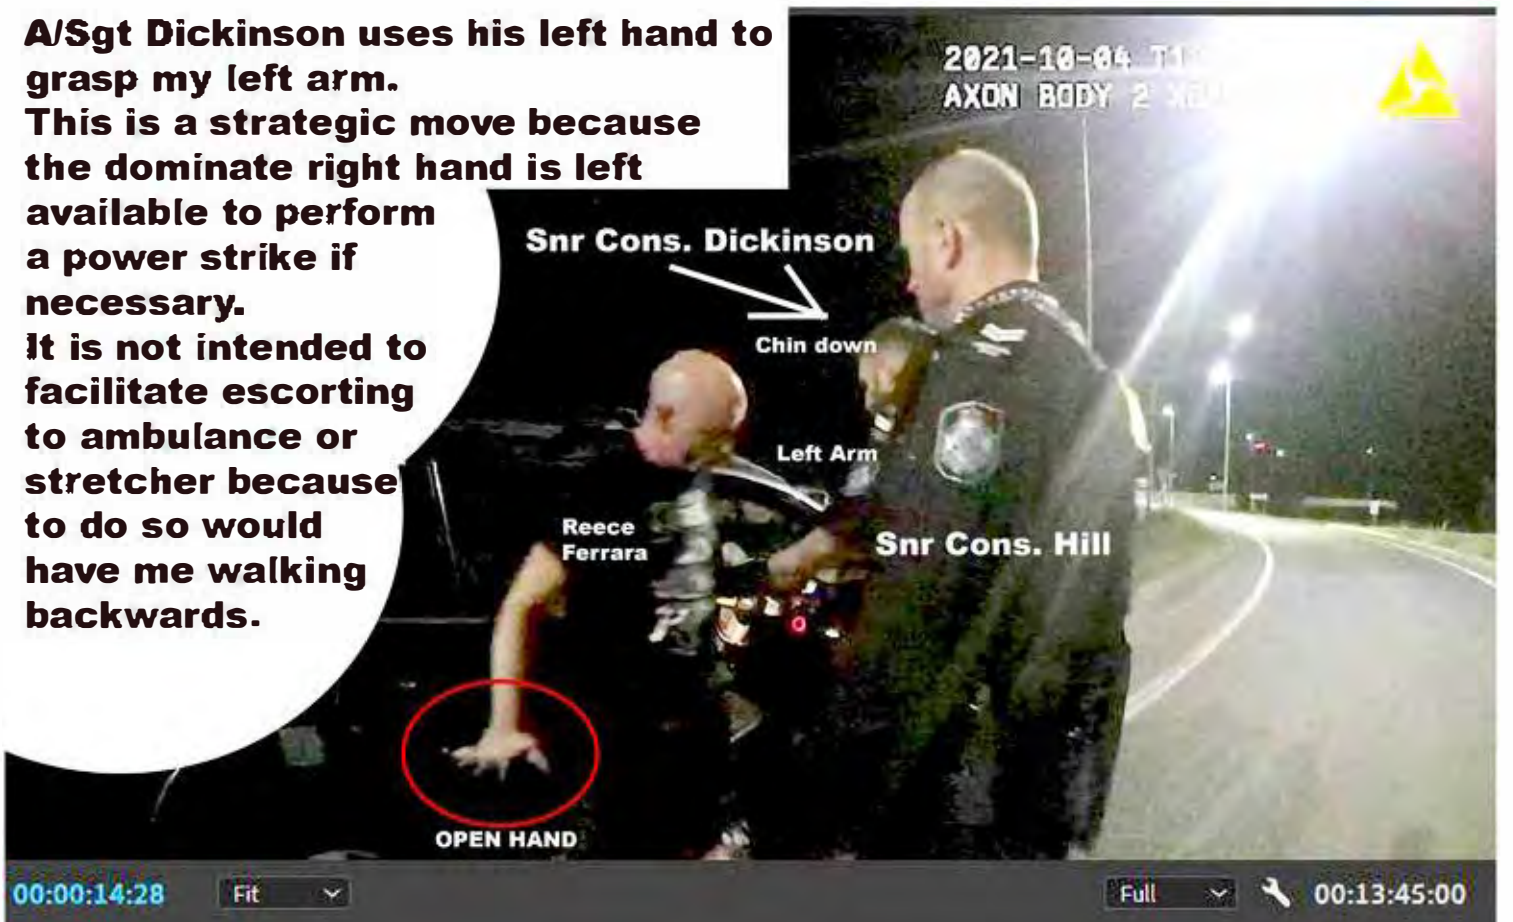 A/Sgt Dickinson uses his left hand to
grasp my left arm.
This is a strategic move because
the dominate right hand is left
available to perform
a power strike if
necessary.
It is not intended to
facilitate escorting
to ambulance or
stretcher because
to do so would
have me walking
backwards.
2021-10-04
AXON BODY 2
Snr Cons. Dickinson
Chin down
Left Arm
Reece
Ferrara
Snr Cons. Hill
OPEN HAND
00:00:14:28
Fit
Full
00:13:45:00